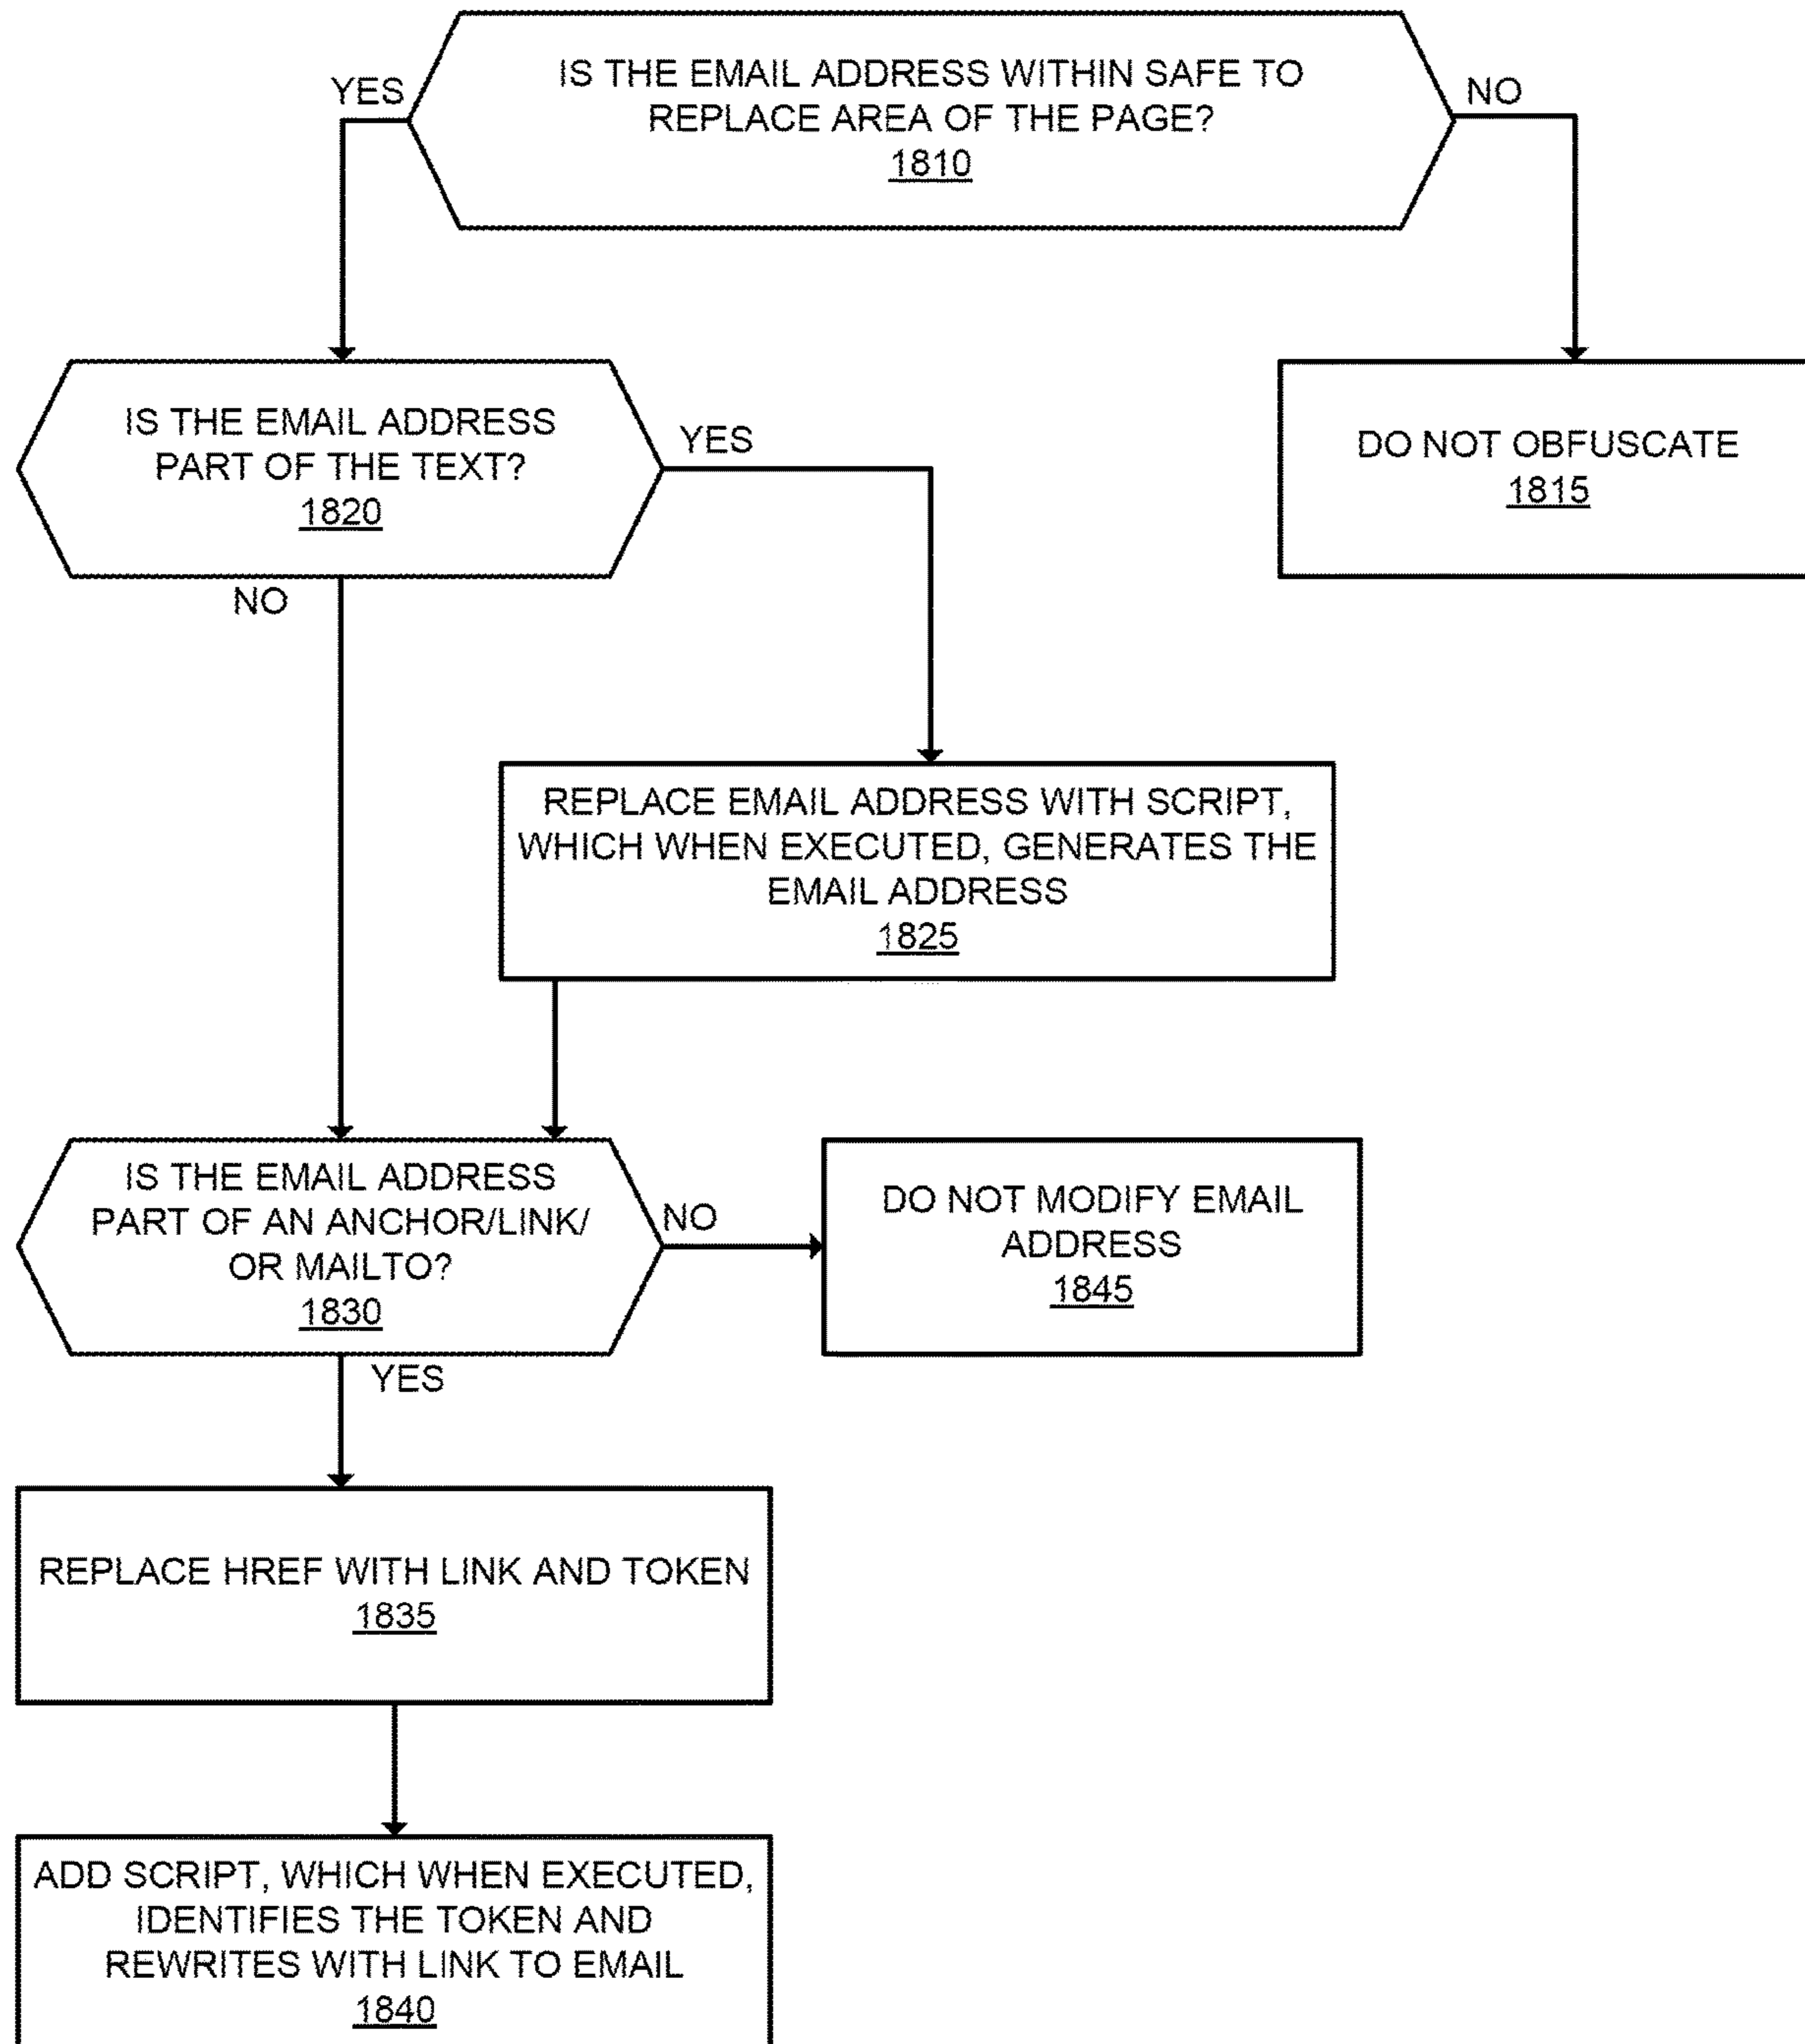 IS THE EMAIL ADDRESS WITHIN SAFE TO
REPLACE AREA OF THE PAGE?
1810
YES
NO
IS THE EMAIL ADDRESS
PART OF THE TEXT?
1820
YES
NO
DO NOT OBFUSCATE
1815
REPLACE EMAIL ADDRESS WITH SCRIPT,
WHICH WHEN EXECUTED, GENERATES THE
EMAIL ADDRESS
1825
IS THE EMAIL ADDRESS
PART OF AN ANCHOR/LINK/
OR MAILTO?
1830
NO
YES
DO NOT MODIFY EMAIL
ADDRESS
1845
REPLACE HREF WITH LINK AND TOKEN
1835
ADD SCRIPT, WHICH WHEN EXECUTED,
IDENTIFIES THE TOKEN AND
REWRITES WITH LINK TO EMAIL
1840